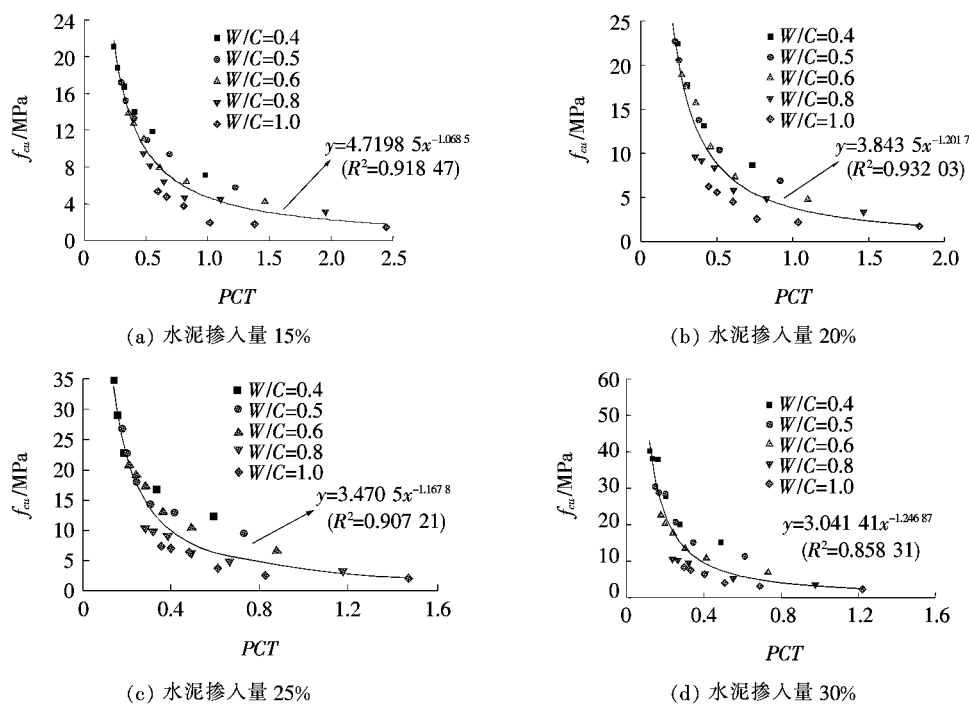 24
20
16
12
8
4
0
f_cu/MPa
W/C=0.4
W/C=0.5
W/C=0.6
W/C=0.8
W/C=1.0
y=4.7198 5x^-1.068 5
(R²=0.918 47)
0.5 1.0 1.5 2.0 2.5
PCT
(a) 水泥掺入量 15%
25
20
15
10
5
0
f_cu/MPa
W/C=0.4
W/C=0.5
W/C=0.6
W/C=0.8
W/C=1.0
y=3.843 5x^-1.201 7
(R²=0.932 03)
0 0.5 1.0 1.5 2.0
PCT
(b) 水泥掺入量 20%
35
30
25
20
15
10
5
0
f_cu/MPa
W/C=0.4
W/C=0.5
W/C=0.6
W/C=0.8
W/C=1.0
y=3.470 5x^-1.167 8
(R²=0.907 21)
0 0.4 0.8 1.2 1.6
PCT
(c) 水泥掺入量 25%
60
50
40
30
20
10
0
f_cu/MPa
W/C=0.4
W/C=0.5
W/C=0.6
W/C=0.8
W/C=1.0
y=3.041 41x^-1.246 87
(R²=0.858 31)
0 0.4 0.8 1.2 1.6
PCT
(d) 水泥掺入量 30%